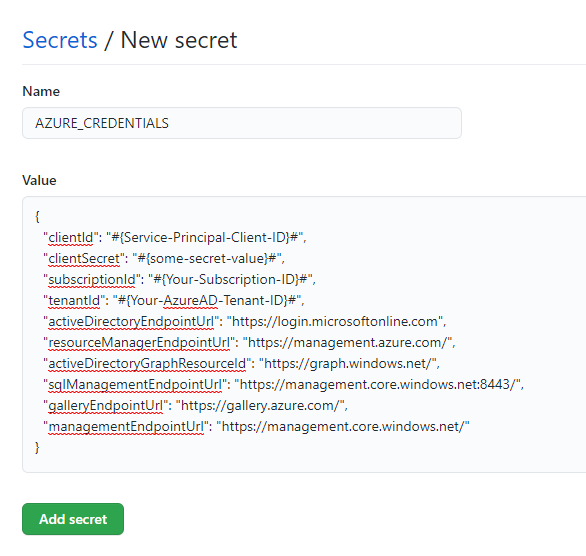 Secrets / New secret
Name
AZURE_CREDENTIALS
Value
{
"clientId": "#{Service-Principal-Client-ID}#",
"clientSecret": "#{some-secret-value}#",
"subscriptionId": "#{Your-Subscription-ID}#",
"tenantId": "#{Your-AzureAD-Tenant-ID}#",
"activeDirectoryEndpointUrl": "https://login.microsoftonline.com",
"resourceManagerEndpointUrl": "https://management.azure.com/",
"activeDirectoryGraphResourceId": "https://graph.windows.net/",
"sqlManagementEndpointUrl": "https://management.core.windows.net:8443/",
"galleryEndpointUrl": "https://gallery.azure.com/",
"managementEndpointUrl": "https://management.core.windows.net/"
}
Add secret